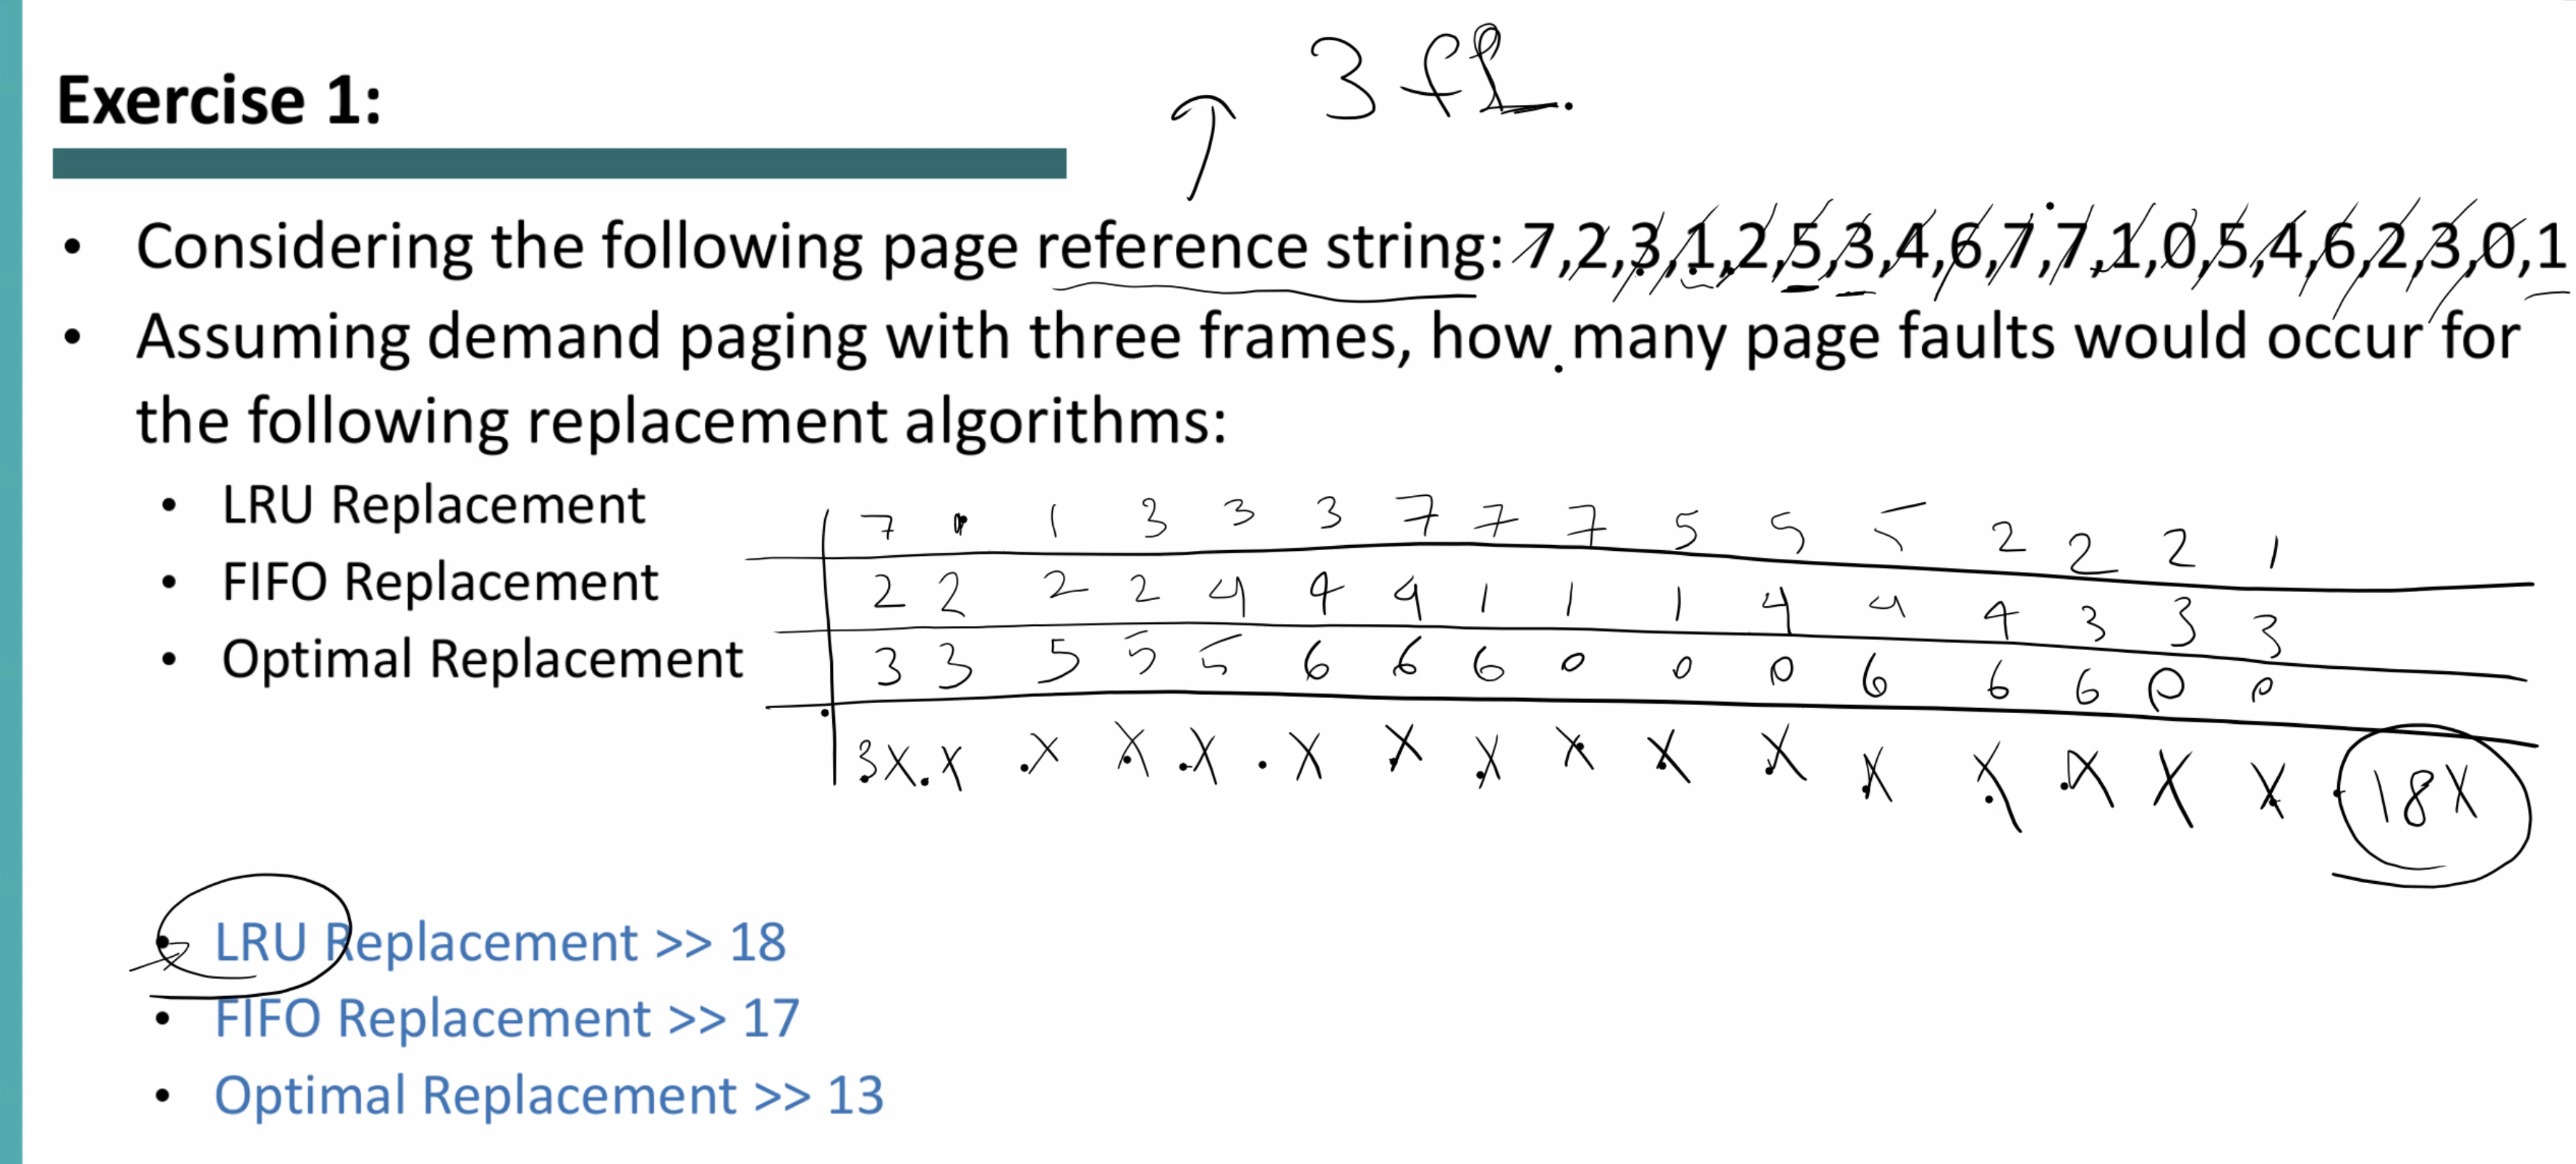 3 fr.
Exercise 1:
• Considering the following page reference string: 7,2,3,1,2,5,3,4,6,7,7,1,0,5,4,6,2,3,0,1
• Assuming demand paging with three frames, how many page faults would occur for
the following replacement algorithms:
• LRU Replacement
• FIFO Replacement
• Optimal Replacement
7 1 3 3 3 7 7 7 5 5 5 2 2 2 1
2 2 2 2 4 4 4 1 1 1 4 4 4 3 3 3
3 3 5 5 5 6 6 6 0 0 0 6 6 6 0 0
3X X X X X X X X X X X X X X X X 18X
• LRU Replacement >> 18
• FIFO Replacement >> 17
• Optimal Replacement >> 13